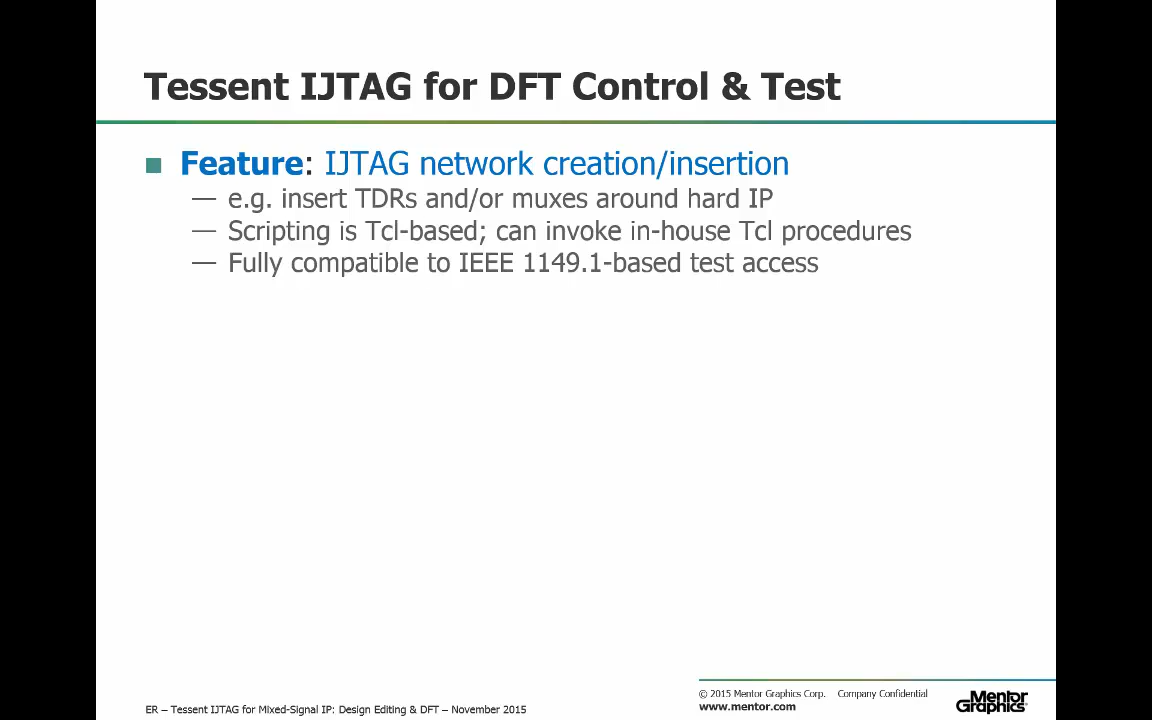 Tessent IJTAG for DFT Control & Test
Feature: IJTAG network creation/insertion
— e.g. insert TDRs and/or muxes around hard IP
— Scripting is Tcl-based; can invoke in-house Tcl procedures
— Fully compatible to IEEE 1149.1-based test access
© 2015 Mentor Graphics Corp. Company Confidential
www.mentor.com
Mentor
Graphics
ER – Tessent IJTAG for Mixed-Signal IP: Design Editing & DFT – November 2015